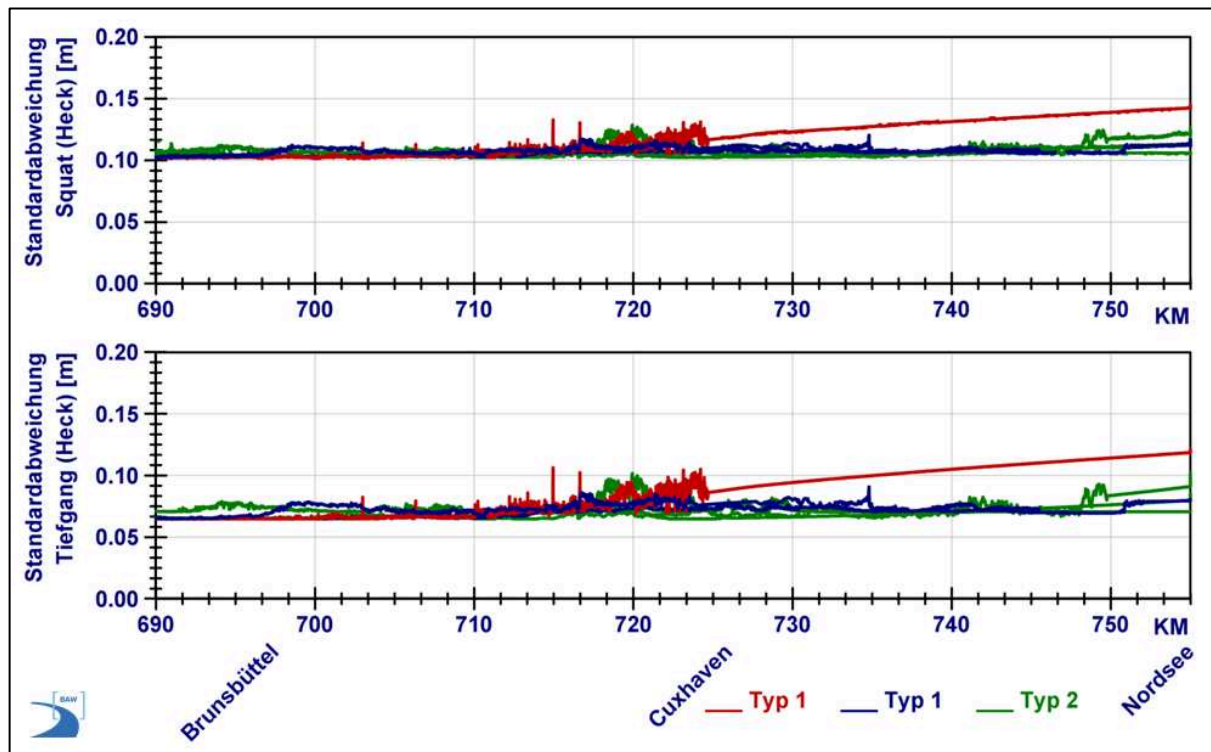 Standardabweichung
Squat (Heck) [m]
0.20
0.15
0.10
0.05
0.00
690 700 710 720 730 740 750 KM
Standardabweichung
Tiefgang (Heck) [m]
0.20
0.15
0.10
0.05
0.00
690 700 710 720 730 740 750 KM
Brunsbüttel Cuxhaven Nordsee
Typ 1 Typ 1 Typ 2
BAW